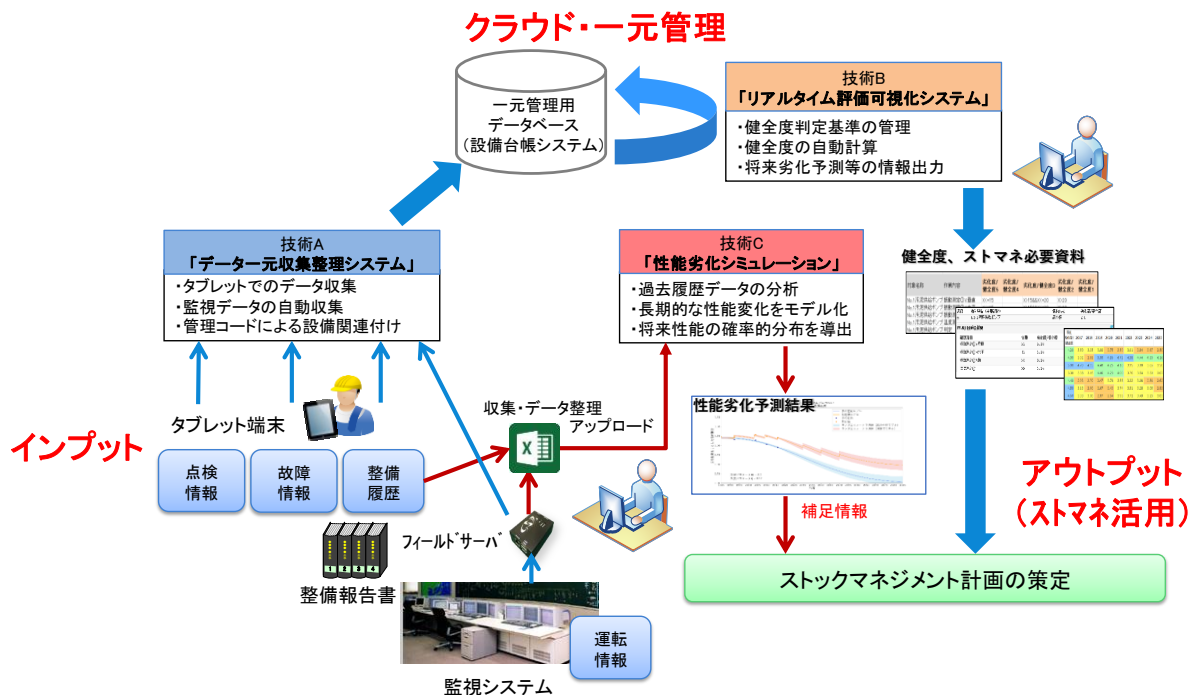 クラウド・一元管理
一元管理用
データベース
(設備台帳システム)
技術B
「リアルタイム評価可視化システム」
・健全度判定基準の管理
・健全度の自動計算
・将来劣化予測等の情報出力
技術A
「データ一元収集整理システム」
・タブレットでのデータ収集
・監視データの自動収集
・管理コードによる設備関連付け
技術C
「性能劣化シミュレーション」
・過去履歴データの分析
・長期的な性能変化をモデル化
・将来性能の確率的分布を導出
健全度、ストマネ必要資料
タブレット端末
収集・データ整理
アップロード
性能劣化予測結果
インプット
点検
情報
故障
情報
整備
履歴
アウトプット
(ストマネ活用)
補足情報
フィールドサーバ
整備報告書
1 2 3 4
ストックマネジメント計画の策定
運転
情報
監視システム